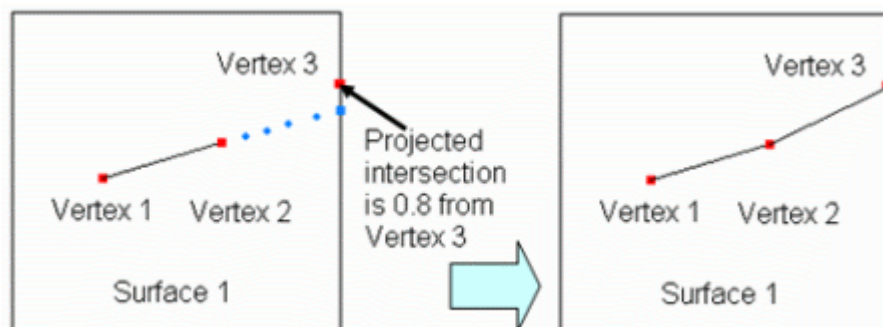 Vertex 3
Projected
intersection
is 0.8 from
Vertex 3
Vertex 1
Vertex 2
Surface 1
Vertex 3
Vertex 1
Vertex 2
Surface 1